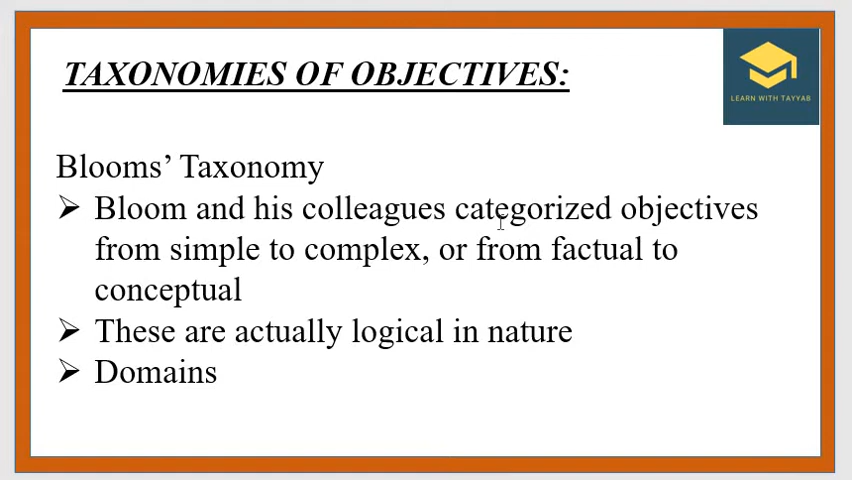 TAXONOMIES OF OBJECTIVES:
LEARN WITH TAYYAB
Blooms’ Taxonomy
➢ Bloom and his colleagues categorized objectives
from simple to complex, or from factual to
conceptual
➢ These are actually logical in nature
➢ Domains